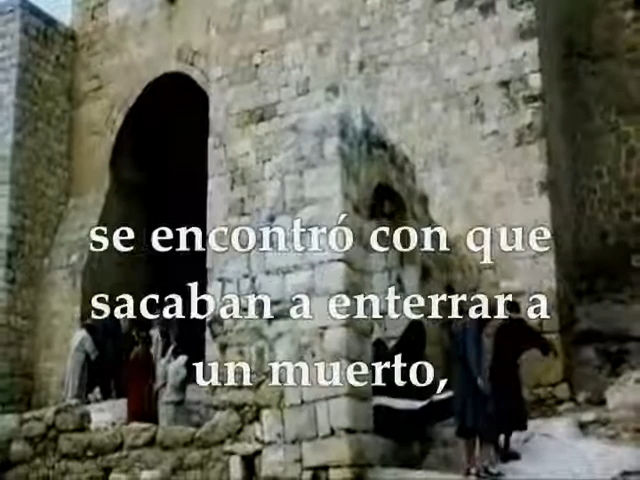 se encontró con que
sacaban a enterrar a
un muerto,